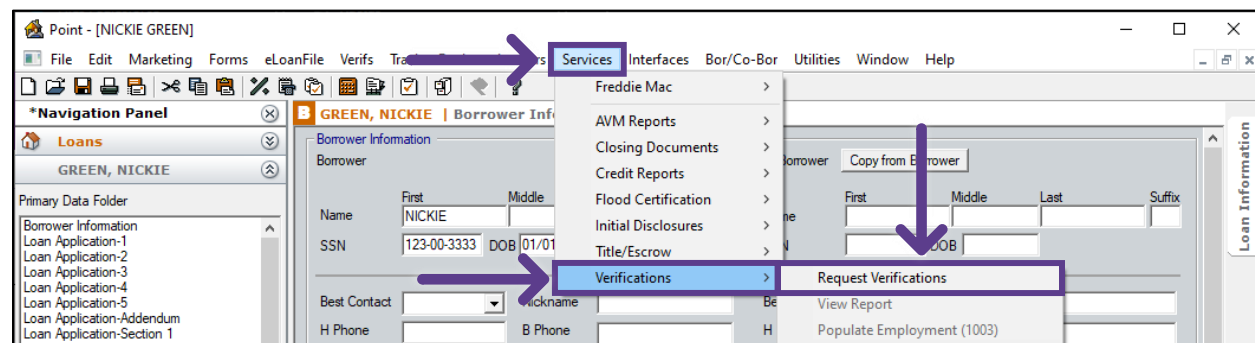 Point - [NICKIE GREEN]
File Edit Marketing Forms eLoanFile Verifs Services Interfaces Bor/Co-Bor Utilities Window Help
*Navigation Panel
Loans
GREEN, NICKIE
Primary Data Folder
Borrower Information
Loan Application-1
Loan Application-2
Loan Application-3
Loan Application-4
Loan Application-5
Loan Application-Addendum
Loan Application-Section 1
B GREEN, NICKIE | Borrower Inf
Borrower Information
Borrower
First Middle
Name NICKIE
SSN 123-00-3333 DOB 01/01
Best Contact Nickname
H Phone B Phone
Freddie Mac
AVM Reports
Closing Documents
Credit Reports
Flood Certification
Initial Disclosures
Title/Escrow
Verifications
Borrower Copy from Borrower
First Middle Last Suffix
DOB
Be
H
Request Verifications
View Report
Populate Employment (1003)
Loan Information